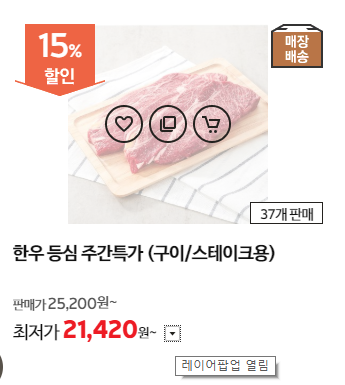 15%
할인
매장
배송
37개 판매
한우 등심 주간특가 (구이/스테이크용)
판매가 25,200원~
최저가 21,420원~
레이어팝업 열림